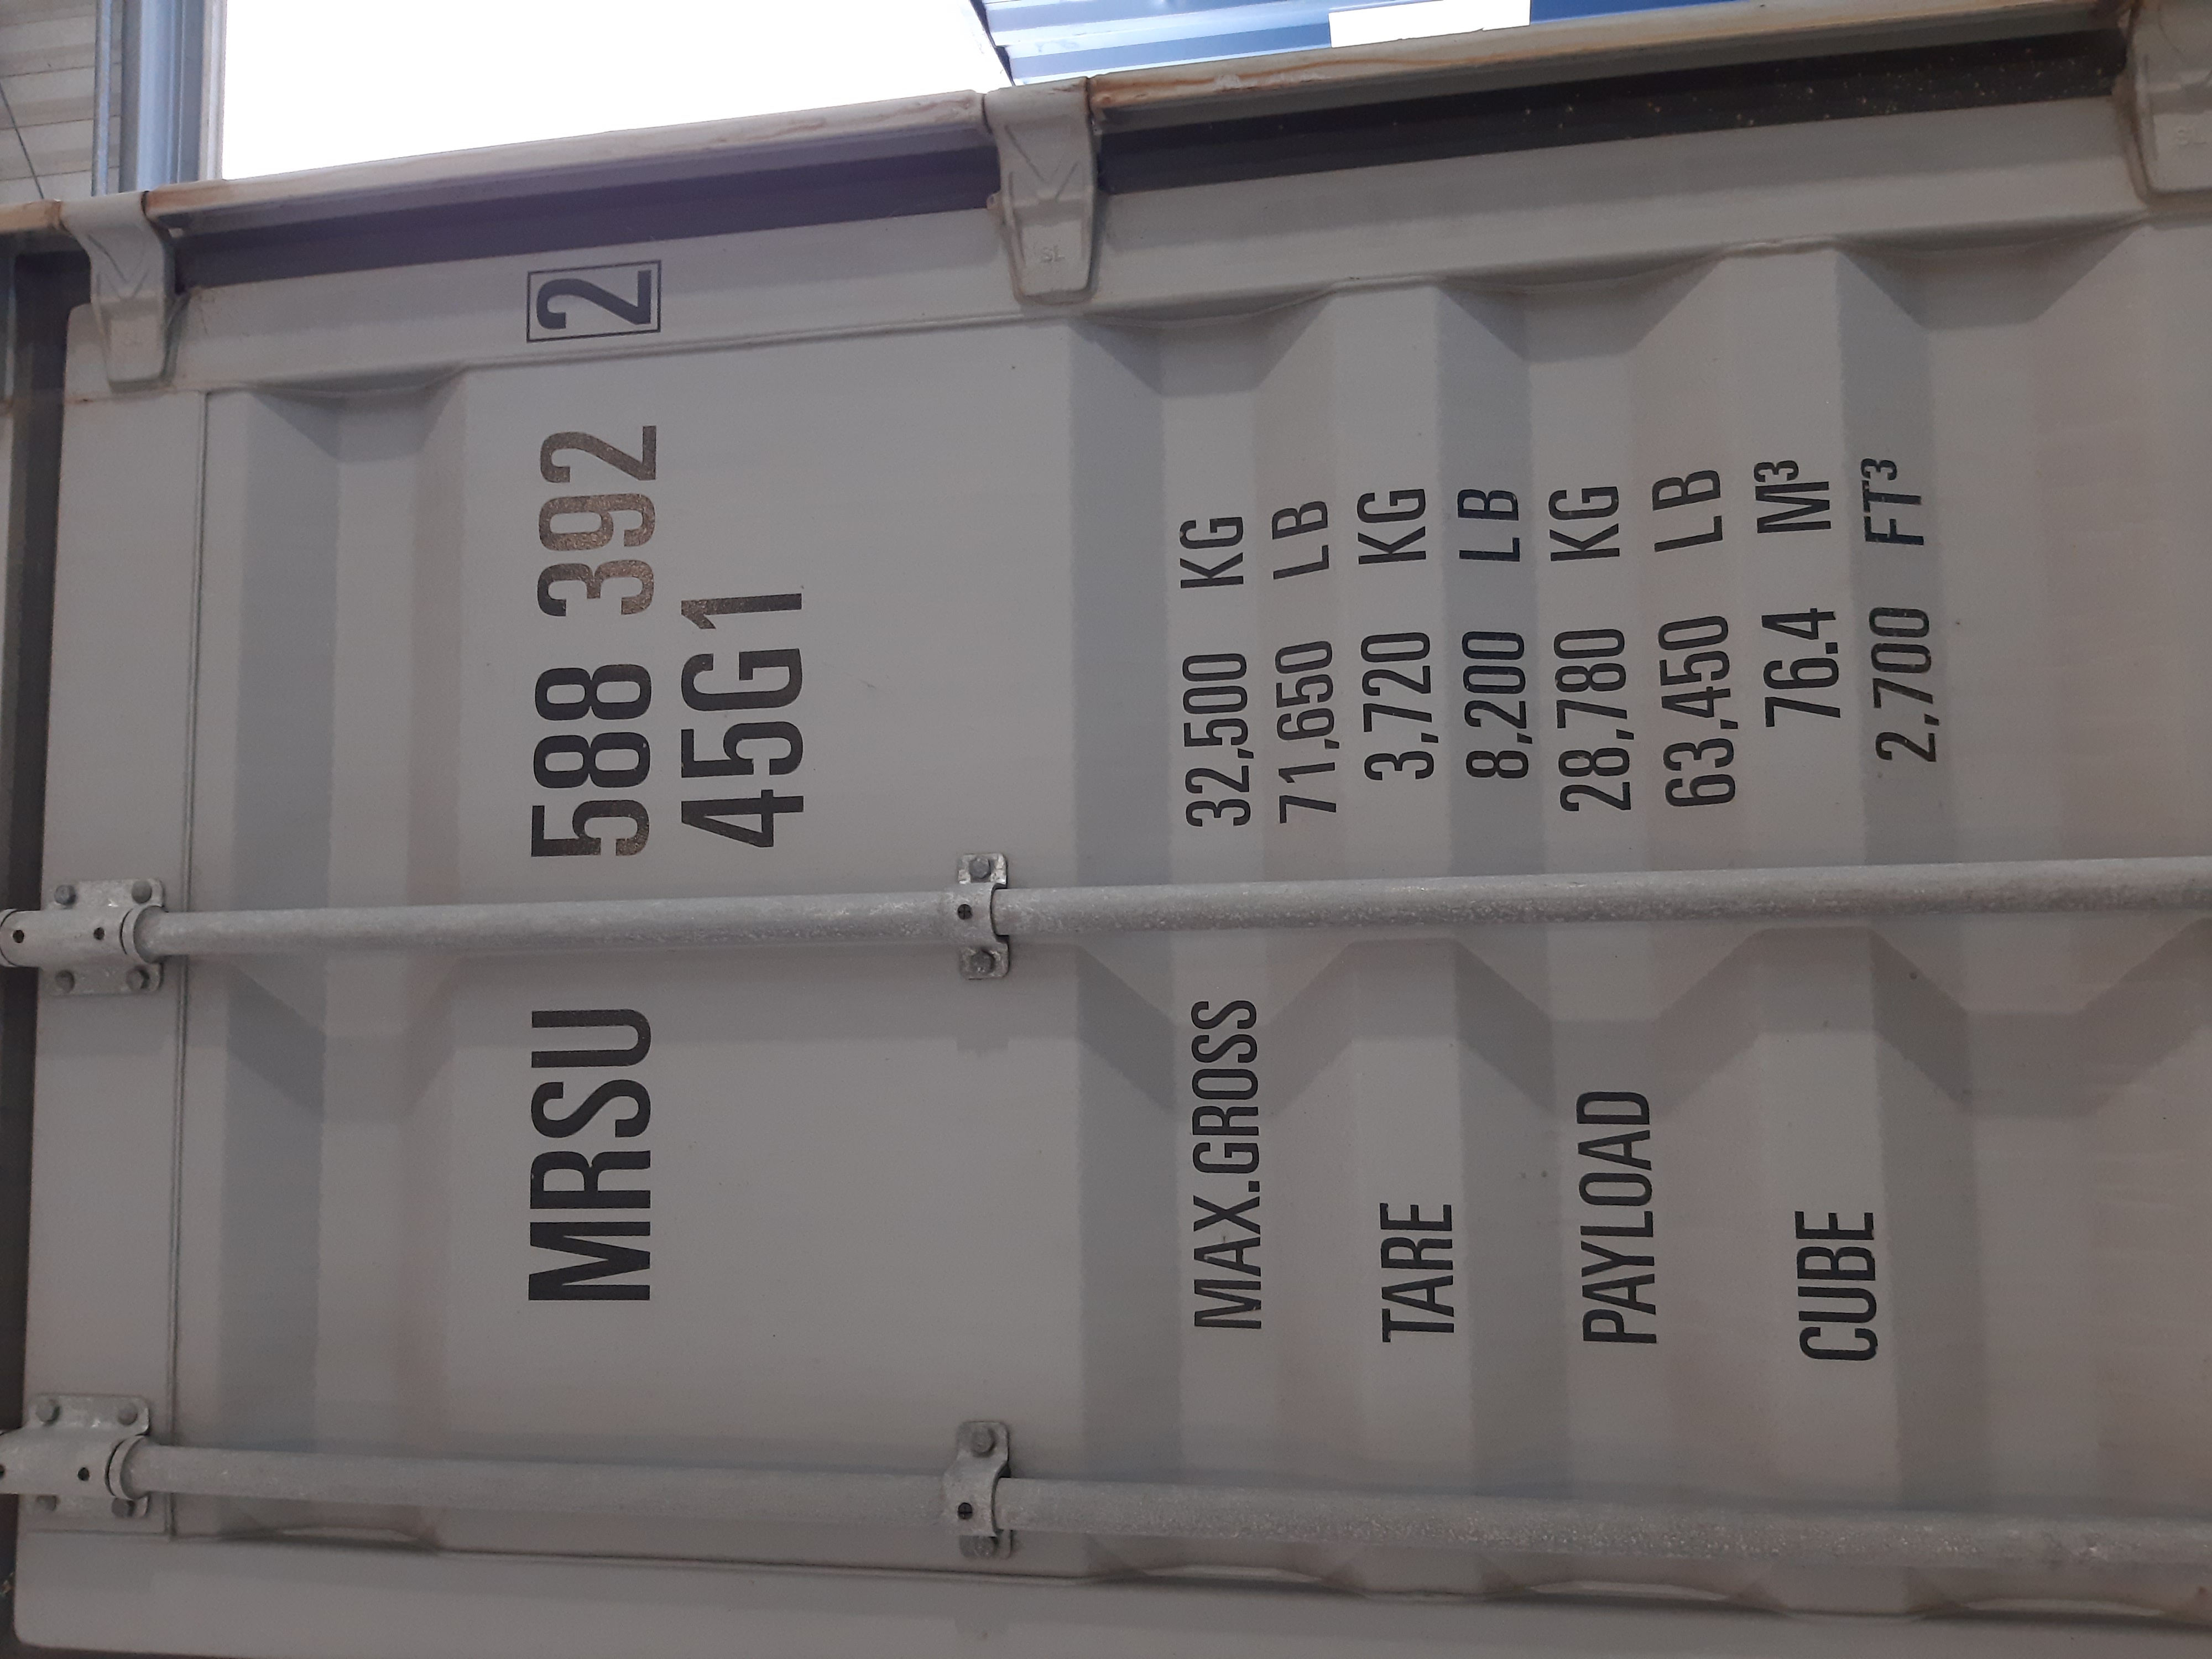 MRSU 588 392 2
45G1
MAX.GROSS 32,500 KG
71,650 LB
TARE 3,720 KG
8,200 LB
PAYLOAD 28,780 KG
63,450 LB
CUBE 76.4 M³
2,700 FT³
SL